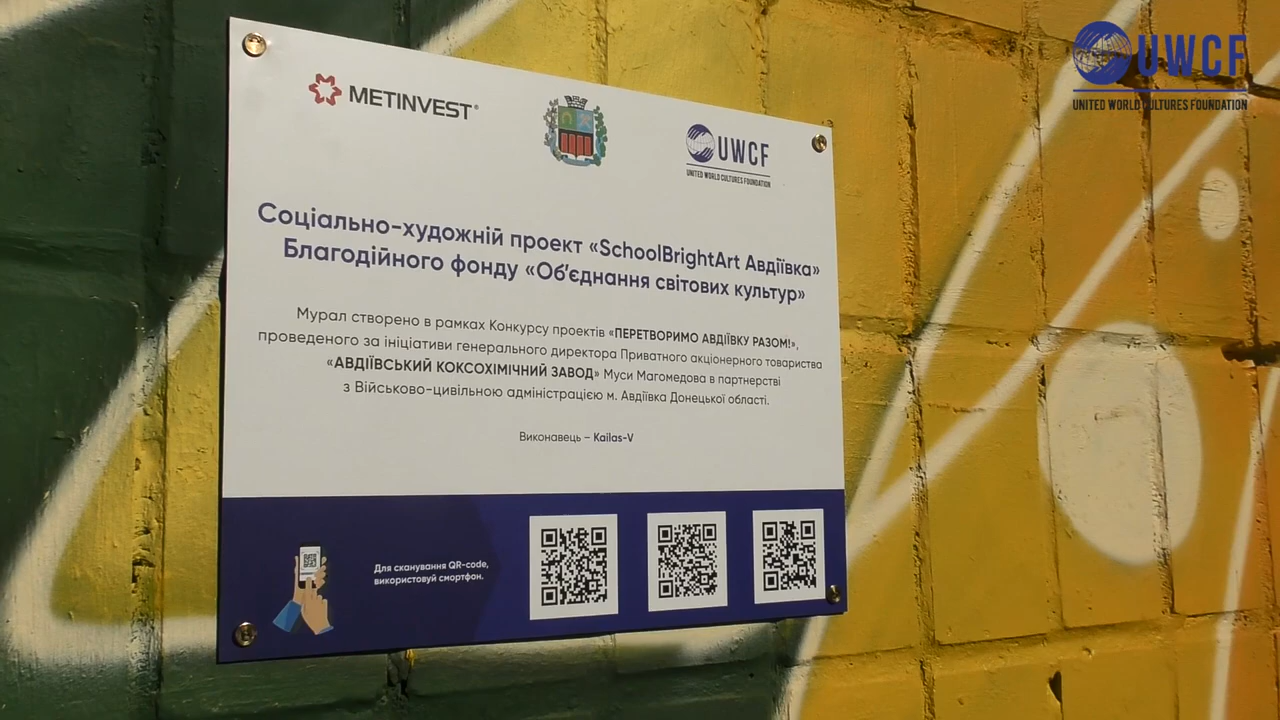 METINVEST®
UWCF
UNITED WORLD CULTURES FOUNDATION
Соціально-художній проект «SchoolBrightArt Авдіївка»
Благодійного фонду «Об’єднання світових культур»
Мурал створено в рамках Конкурсу проектів «ПЕРЕТВОРИМО АВДІЇВКУ РАЗОМ!»,
проведеного за ініціативи генерального директора Приватного акціонерного товариства
«АВДІЇВСЬКИЙ КОКСОХІМІЧНИЙ ЗАВОД» Муси Магомедова в партнерстві
з Військово-цивільною адміністрацією м. Авдіївка Донецької області.
Виконавець – Kailas-V
Для сканування QR-code,
використовуй смартфон.
UWCF
UNITED WORLD CULTURES FOUNDATION